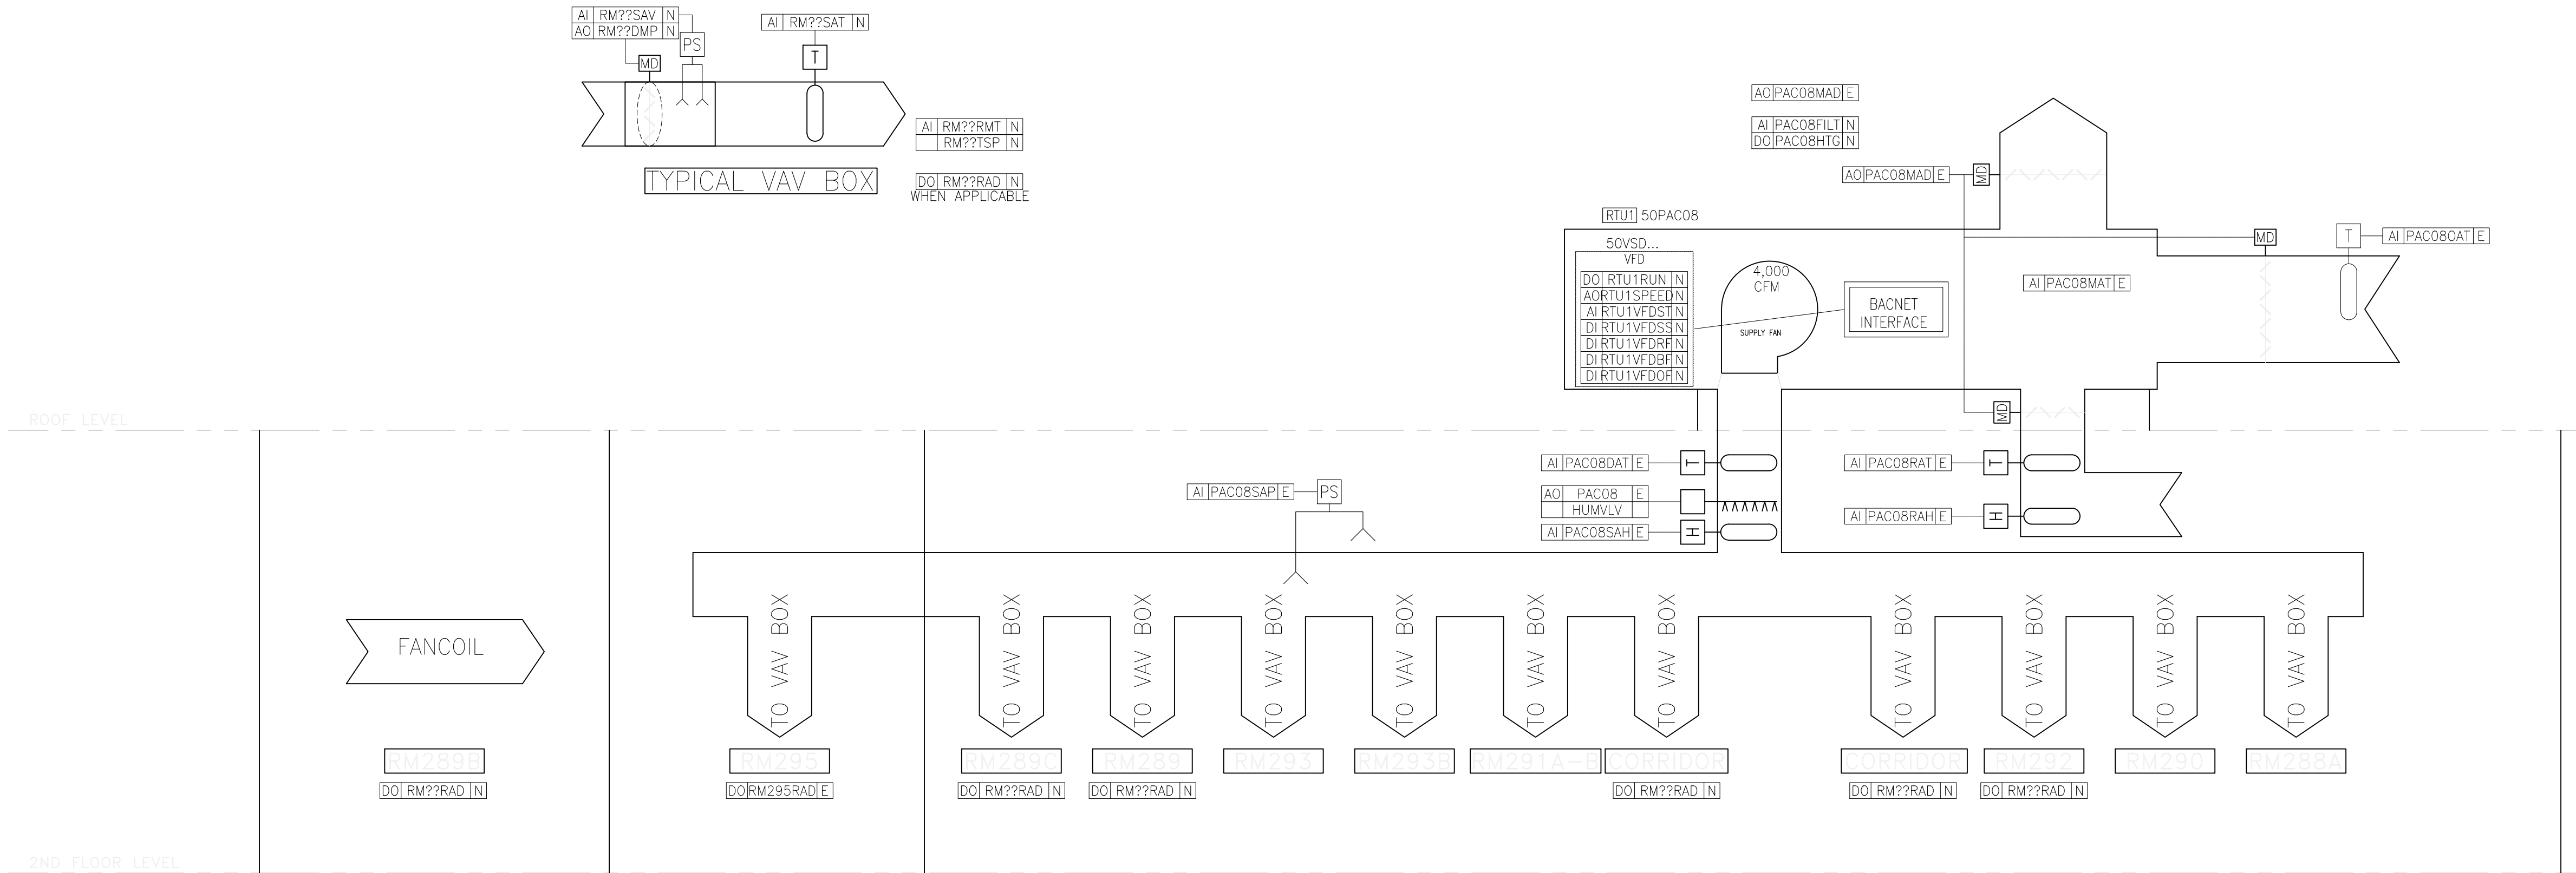 AI RM??SAV N
AO RM??DMP N
PS
MD
AI RM??SAT N
T
AI RM??RMT N
RM??TSP N
TYPICAL VAV BOX
DO RM??RAD N
WHEN APPLICABLE
AO PAC08MAD E
AI PAC08FILT N
DO PAC08HTG N
AO PAC08MAD E
MD
RTU1 50PAC08
50VSD...
VFD
DO RTU1RUN N
AO RTU1SPEED N
AI RTU1VFDST N
DI RTU1VFDSS N
DI RTU1VFDRF N
DI RTU1VFDBF N
DI RTU1VFDOF N
4,000
CFM
SUPPLY FAN
BACNET
INTERFACE
AI PAC08MAT E
MD
T
AI PAC08OAT E
MD
ROOF LEVEL
AI PAC08DAT E
T
AI PAC08RAT E
T
AI PAC08SAP E
PS
AO PAC08 E
HUMVLV
AI PAC08SAH E
H
AI PAC08RAH E
H
FANCOIL
TO VAV BOX
TO VAV BOX
TO VAV BOX
TO VAV BOX
TO VAV BOX
TO VAV BOX
TO VAV BOX
TO VAV BOX
TO VAV BOX
TO VAV BOX
TO VAV BOX
RM289B
RM295
RM289C
RM289
RM293
RM293B
RM291A-B
CORRIDOR
CORRIDOR
RM292
RM290
RM288A
DO RM??RAD N
DO RM295RAD E
DO RM??RAD N
DO RM??RAD N
DO RM??RAD N
DO RM??RAD N
DO RM??RAD N
2ND FLOOR LEVEL